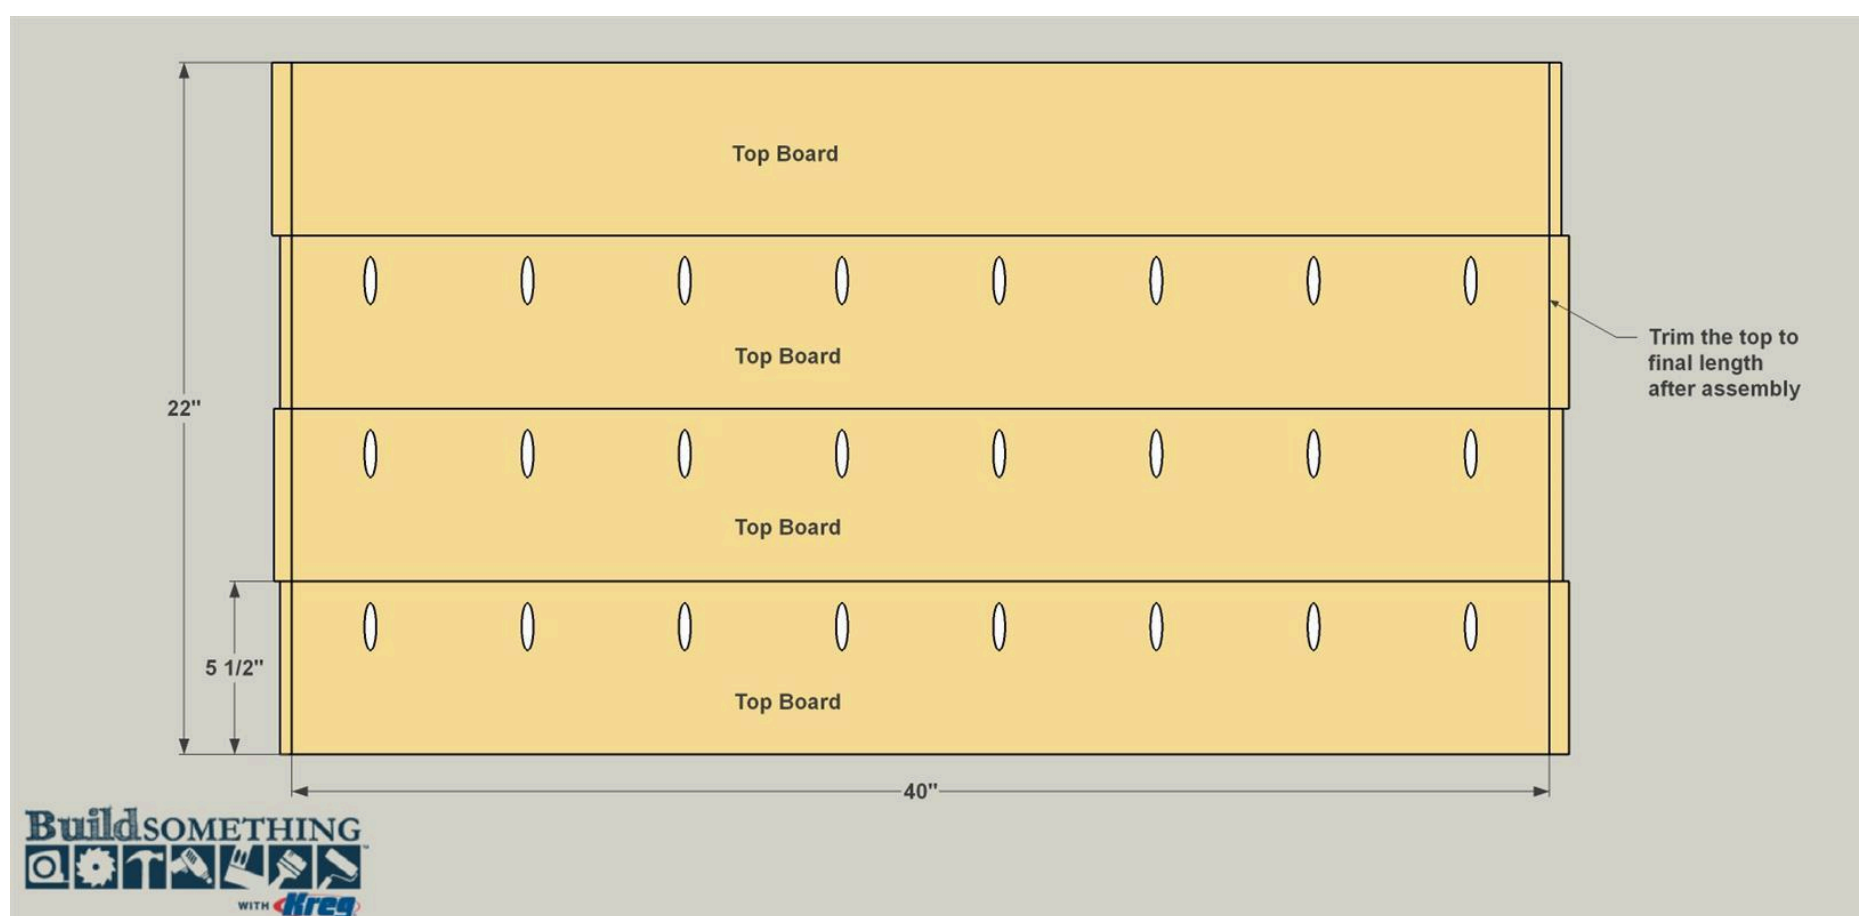 Top Board
Top Board
Trim the top to
final length
after assembly
22"
Top Board
5 1/2"
Top Board
40"
BuildSOMETHING
WITH Kreg